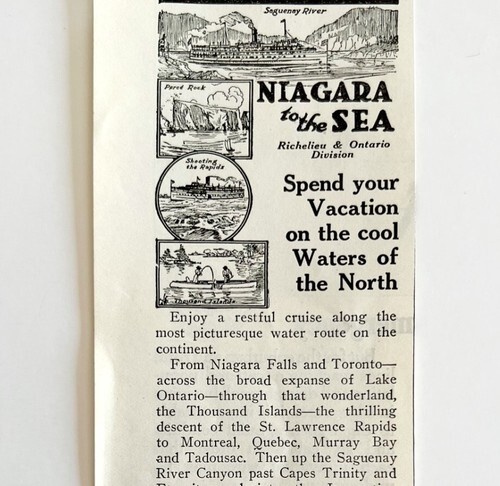 Saguenay River
Percé Rock
NIAGARA
to the SEA
Richelieu & Ontario
Division
Shooting
the Rapids
Spend your
Vacation
on the cool
Waters of
the North
Thousand Islands
Enjoy a restful cruise along the
most picturesque water route on the
continent.
From Niagara Falls and Toronto—
across the broad expanse of Lake
Ontario—through that wonderland,
the Thousand Islands—the thrilling
descent of the St. Lawrence Rapids
to Montreal, Quebec, Murray Bay
and Tadousac. Then up the Saguenay
River Canyon past Capes Trinity and